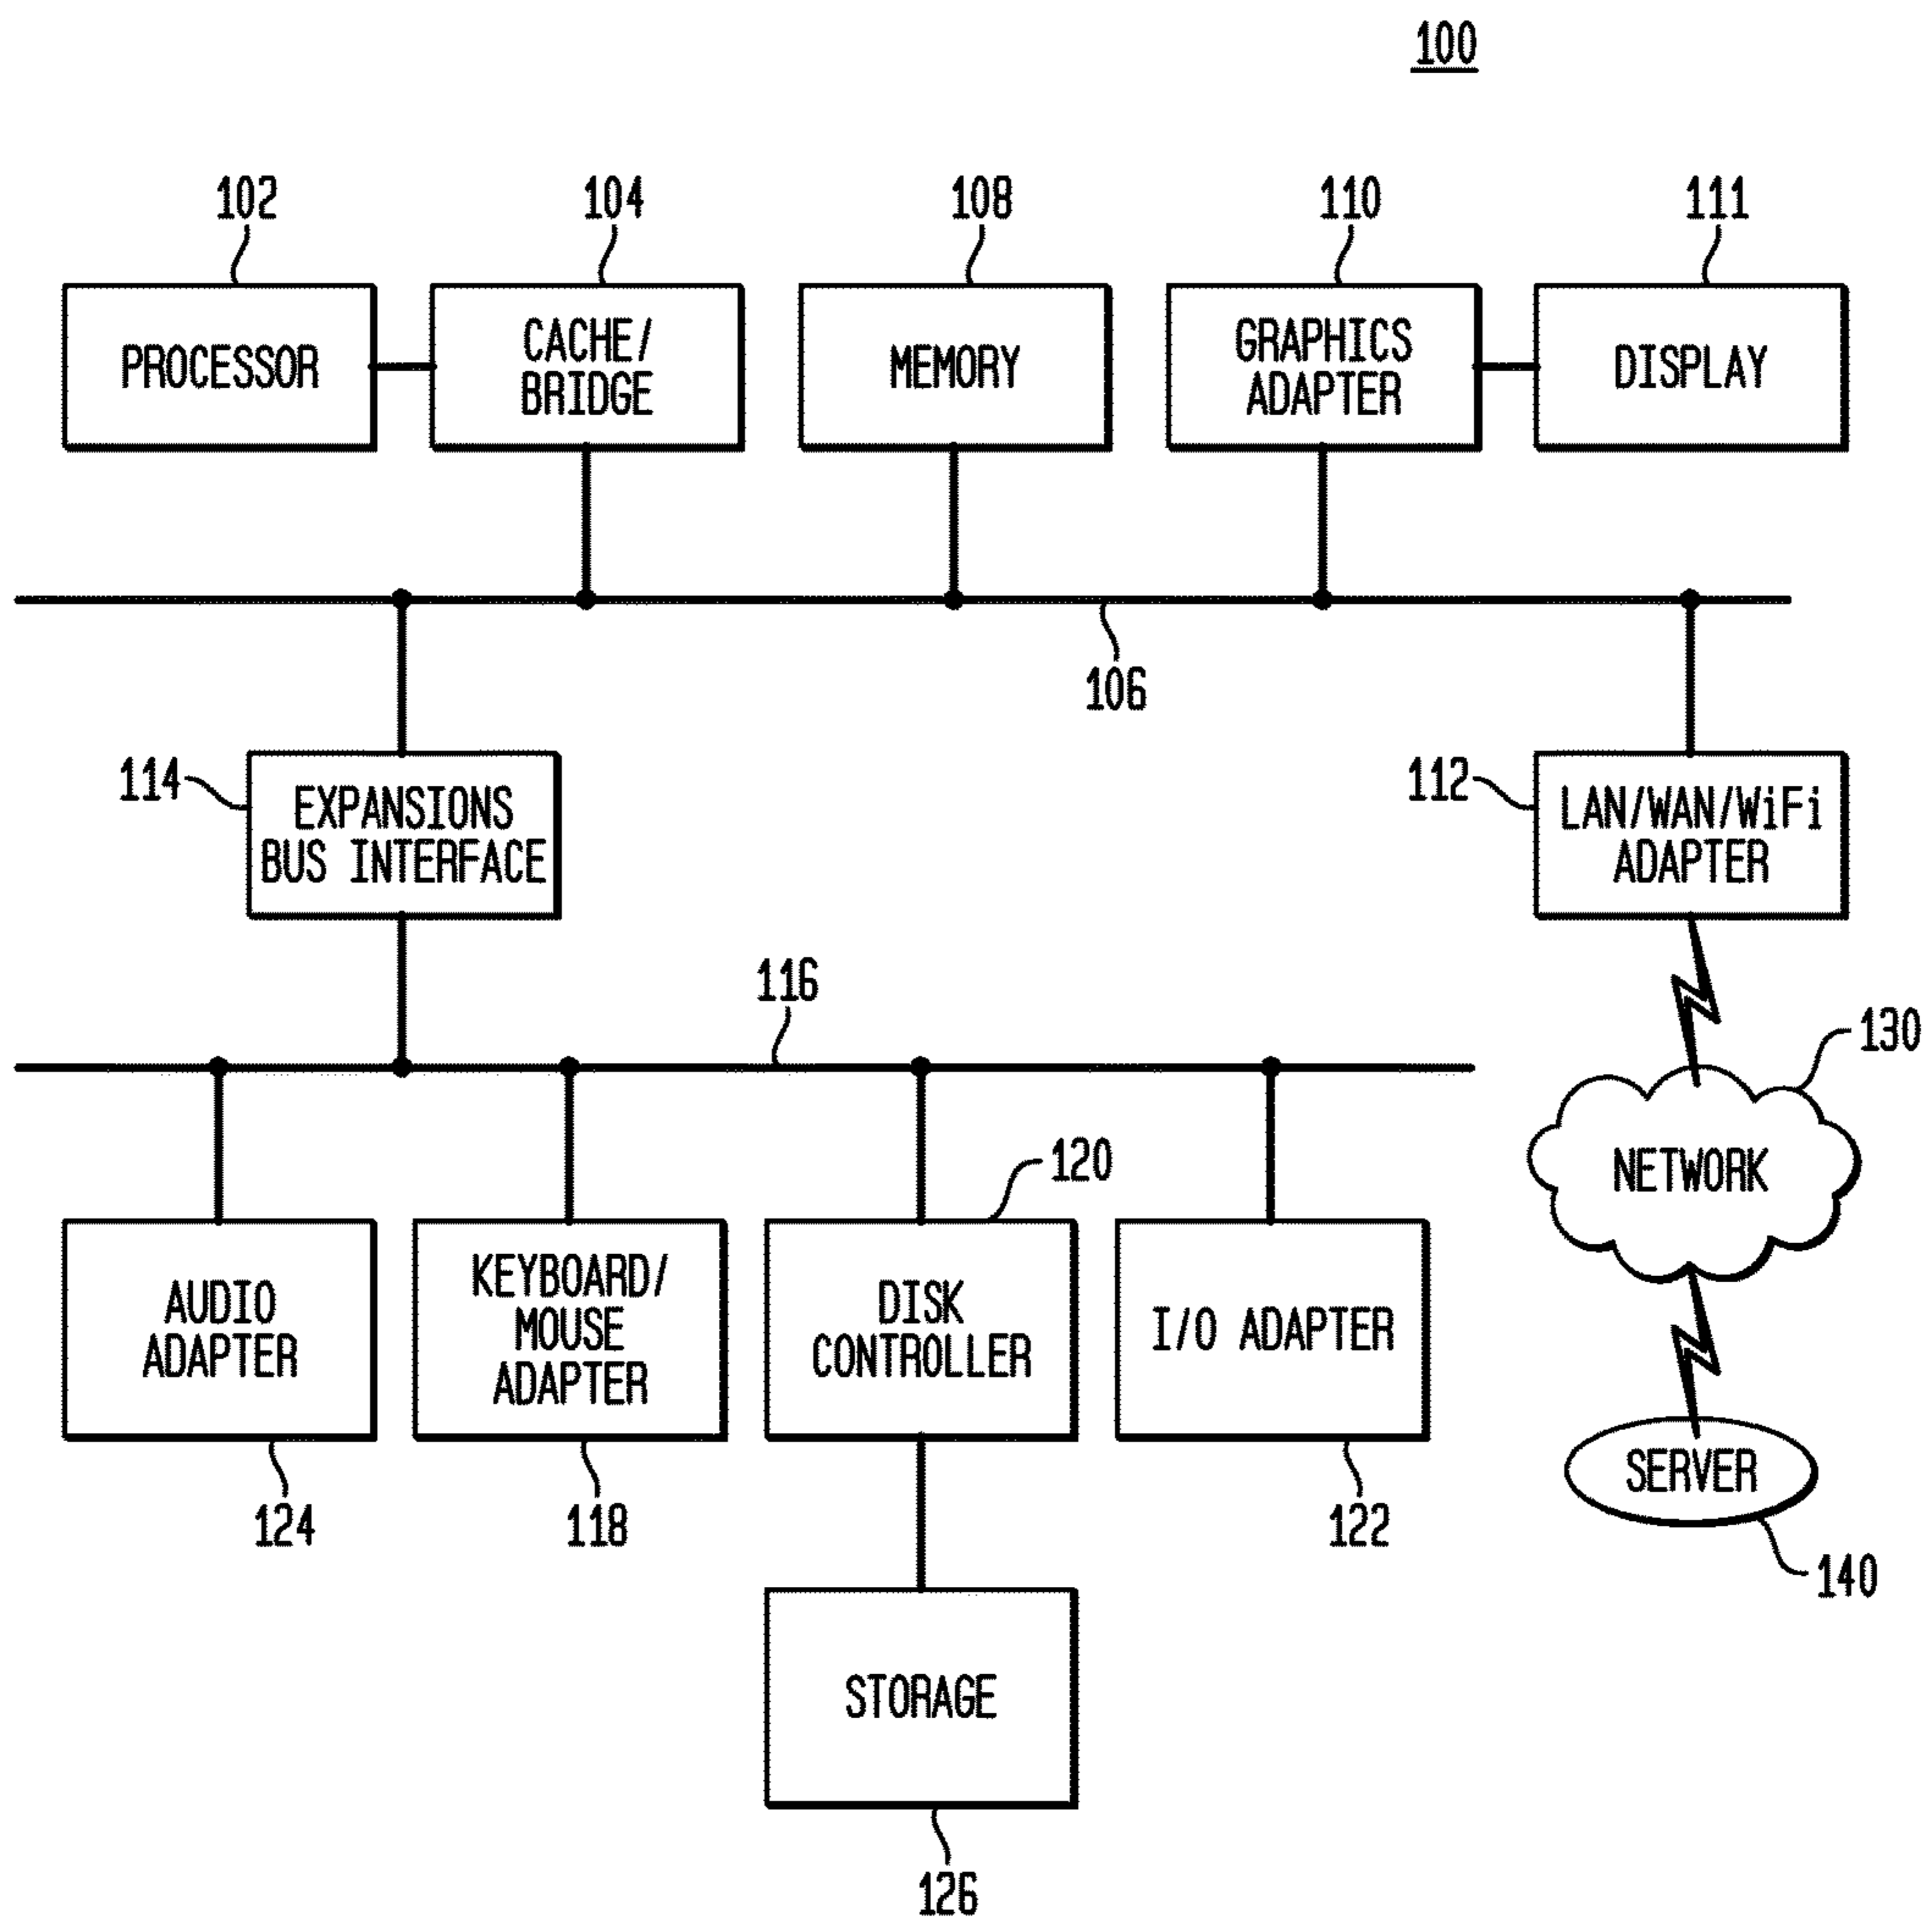 100
102
104
108
110
111
PROCESSOR
CACHE/
BRIDGE
MEMORY
GRAPHICS
ADAPTER
DISPLAY
106
114
EXPANSIONS
BUS INTERFACE
112
LAN/WAN/WiFi
ADAPTER
116
130
NETWORK
120
AUDIO
ADAPTER
KEYBOARD/
MOUSE
ADAPTER
DISK
CONTROLLER
I/O ADAPTER
SERVER
124
118
122
140
STORAGE
126